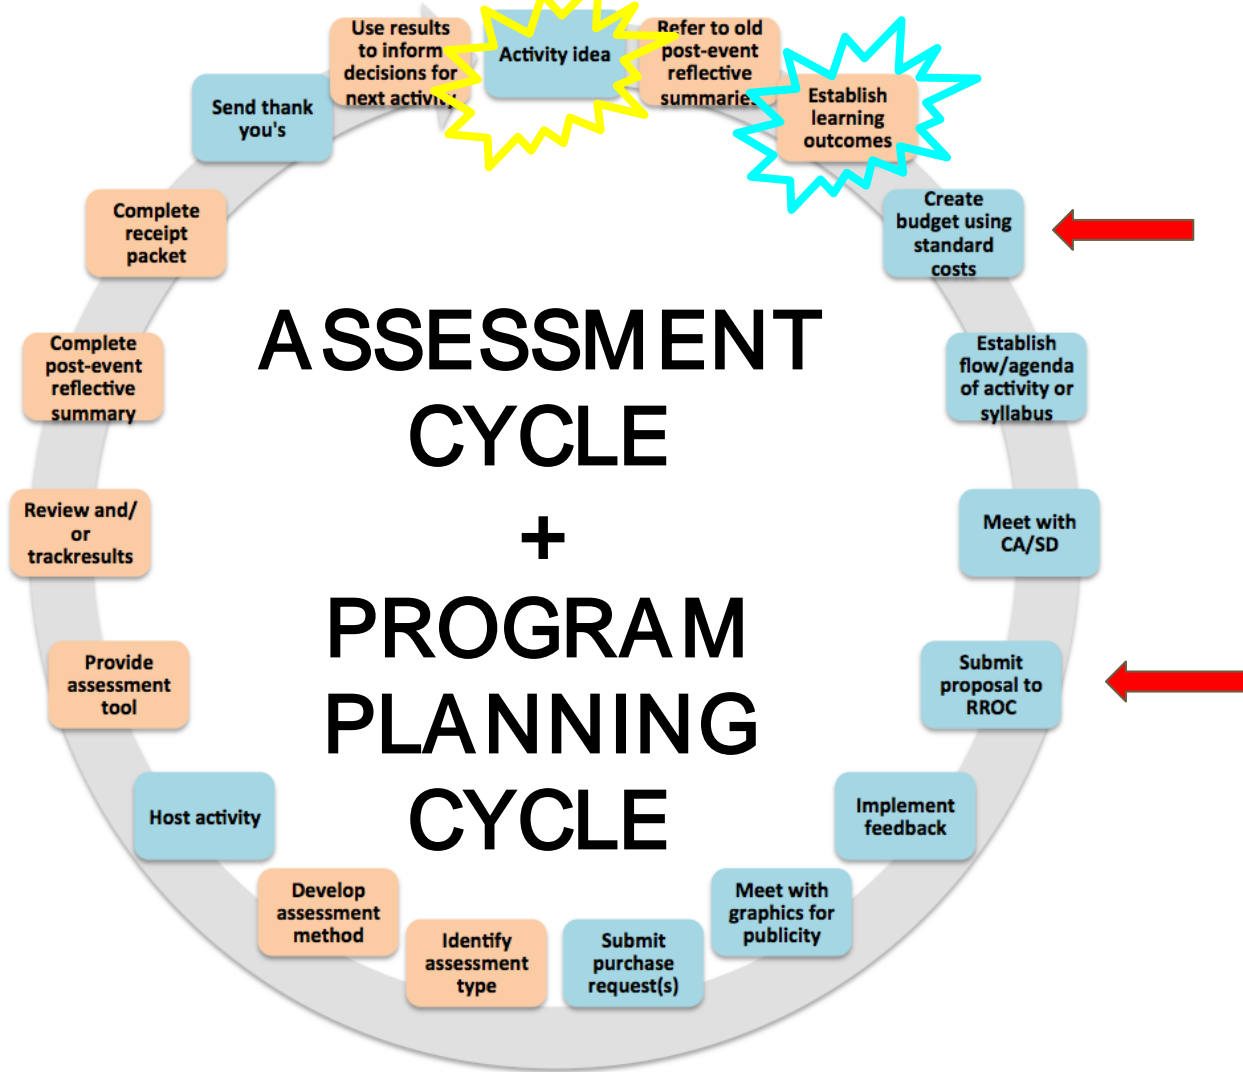 Activity idea
Refer to old
post-event
reflective
summaries
Establish
learning
outcomes
Create
budget using
standard
costs
Establish
flow/agenda
of activity or
syllabus
Meet with
CA/SD
Submit
proposal to
RROC
Implement
feedback
Meet with
graphics for
publicity
Submit
purchase
request(s)
Identify
assessment
type
Develop
assessment
method
Host activity
Provide
assessment
tool
Review and/
or
trackresults
Complete
post-event
reflective
summary
Complete
receipt
packet
Send thank
you's
Use results
to inform
decisions for
next activity
ASSESSMENT
CYCLE
+
PROGRAM
PLANNING
CYCLE